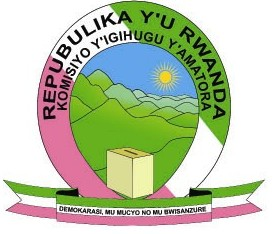 REPUBULIKA Y'U RWANDA
KOMISIYO Y'IGIHUGU Y'AMATORA
DEMOKARASI, MU MUCYO NO MU BWISANZURE